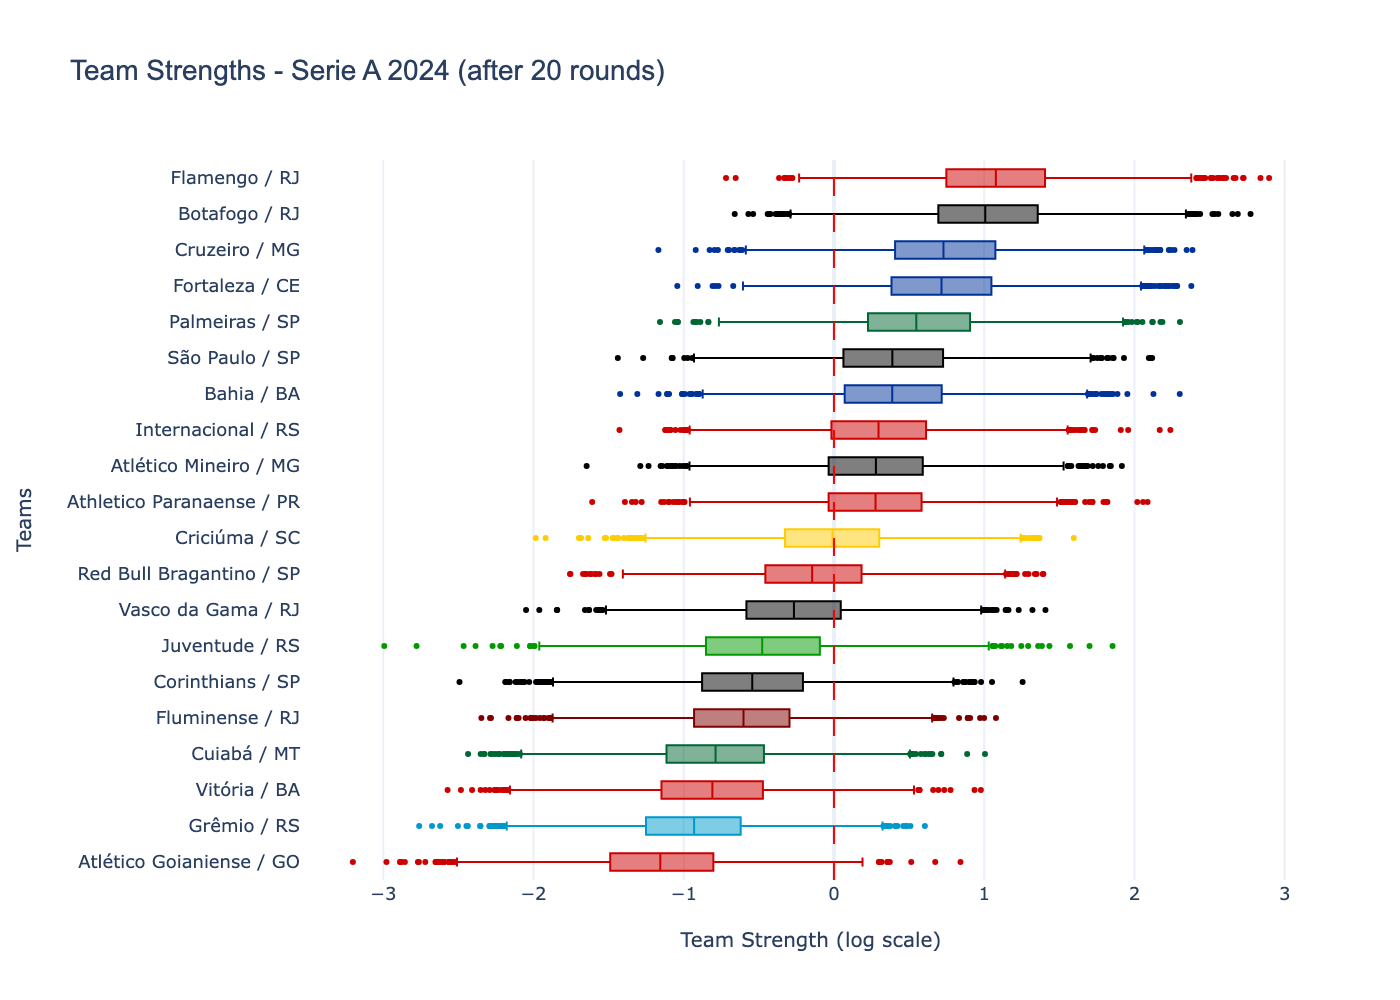 Team Strengths - Serie A 2024 (after 20 rounds)
Teams
Flamengo / RJ
Botafogo / RJ
Cruzeiro / MG
Fortaleza / CE
Palmeiras / SP
São Paulo / SP
Bahia / BA
Internacional / RS
Atlético Mineiro / MG
Athletico Paranaense / PR
Criciúma / SC
Red Bull Bragantino / SP
Vasco da Gama / RJ
Juventude / RS
Corinthians / SP
Fluminense / RJ
Cuiabá / MT
Vitória / BA
Grêmio / RS
Atlético Goianiense / GO
−3 −2 −1 0 1 2 3
Team Strength (log scale)